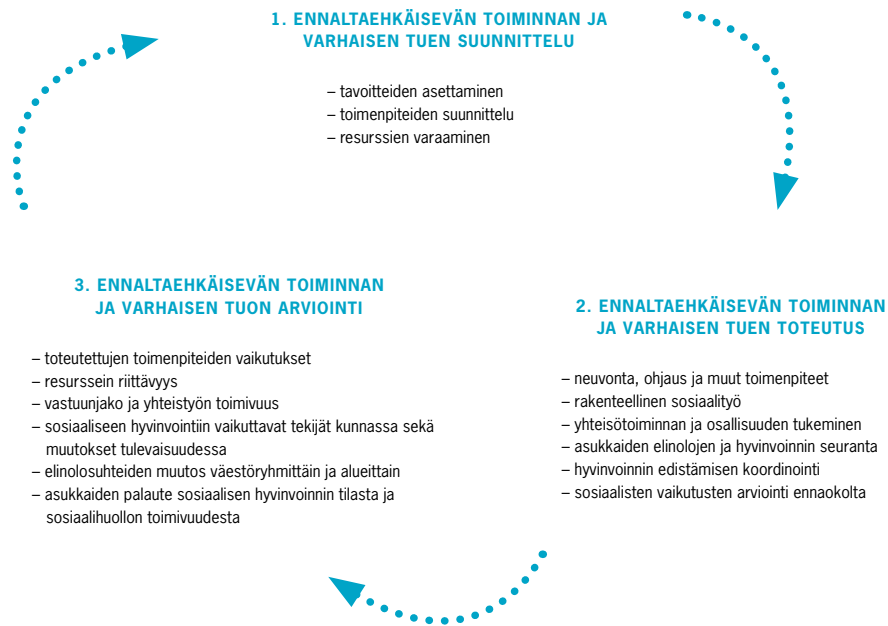 1. ENNALTAEHKÄISEVÄN TOIMINNAN JA
VARHAISEN TUEN SUUNNITTELU
– tavoitteiden asettaminen
– toimenpiteiden suunnittelu
– resurssien varaaminen
2. ENNALTAEHKÄISEVÄN TOIMINNAN
JA VARHAISEN TUEN TOTEUTUS
– neuvonta, ohjaus ja muut toimenpiteet
– rakenteellinen sosiaalityö
– yhteisötoiminnan ja osallisuuden tukeminen
– asukkaiden elinolojen ja hyvinvoinnin seuranta
– hyvinvoinnin edistämisen koordinointi
– sosiaalisten vaikutusten arviointi ennaokolta
3. ENNALTAEHKÄISEVÄN TOIMINNAN
JA VARHAISEN TUON ARVIOINTI
– toteutettujen toimenpiteiden vaikutukset
– resurssein riittävyys
– vastuunjako ja yhteistyön toimivuus
– sosiaaliseen hyvinvointiin vaikuttavat tekijät kunnassa sekä
muutokset tulevaisuudessa
– elinolosuhteiden muutos väestöryhmittäin ja alueittain
– asukkaiden palaute sosiaalisen hyvinvoinnin tilasta ja
sosiaalihuollon toimivuudesta